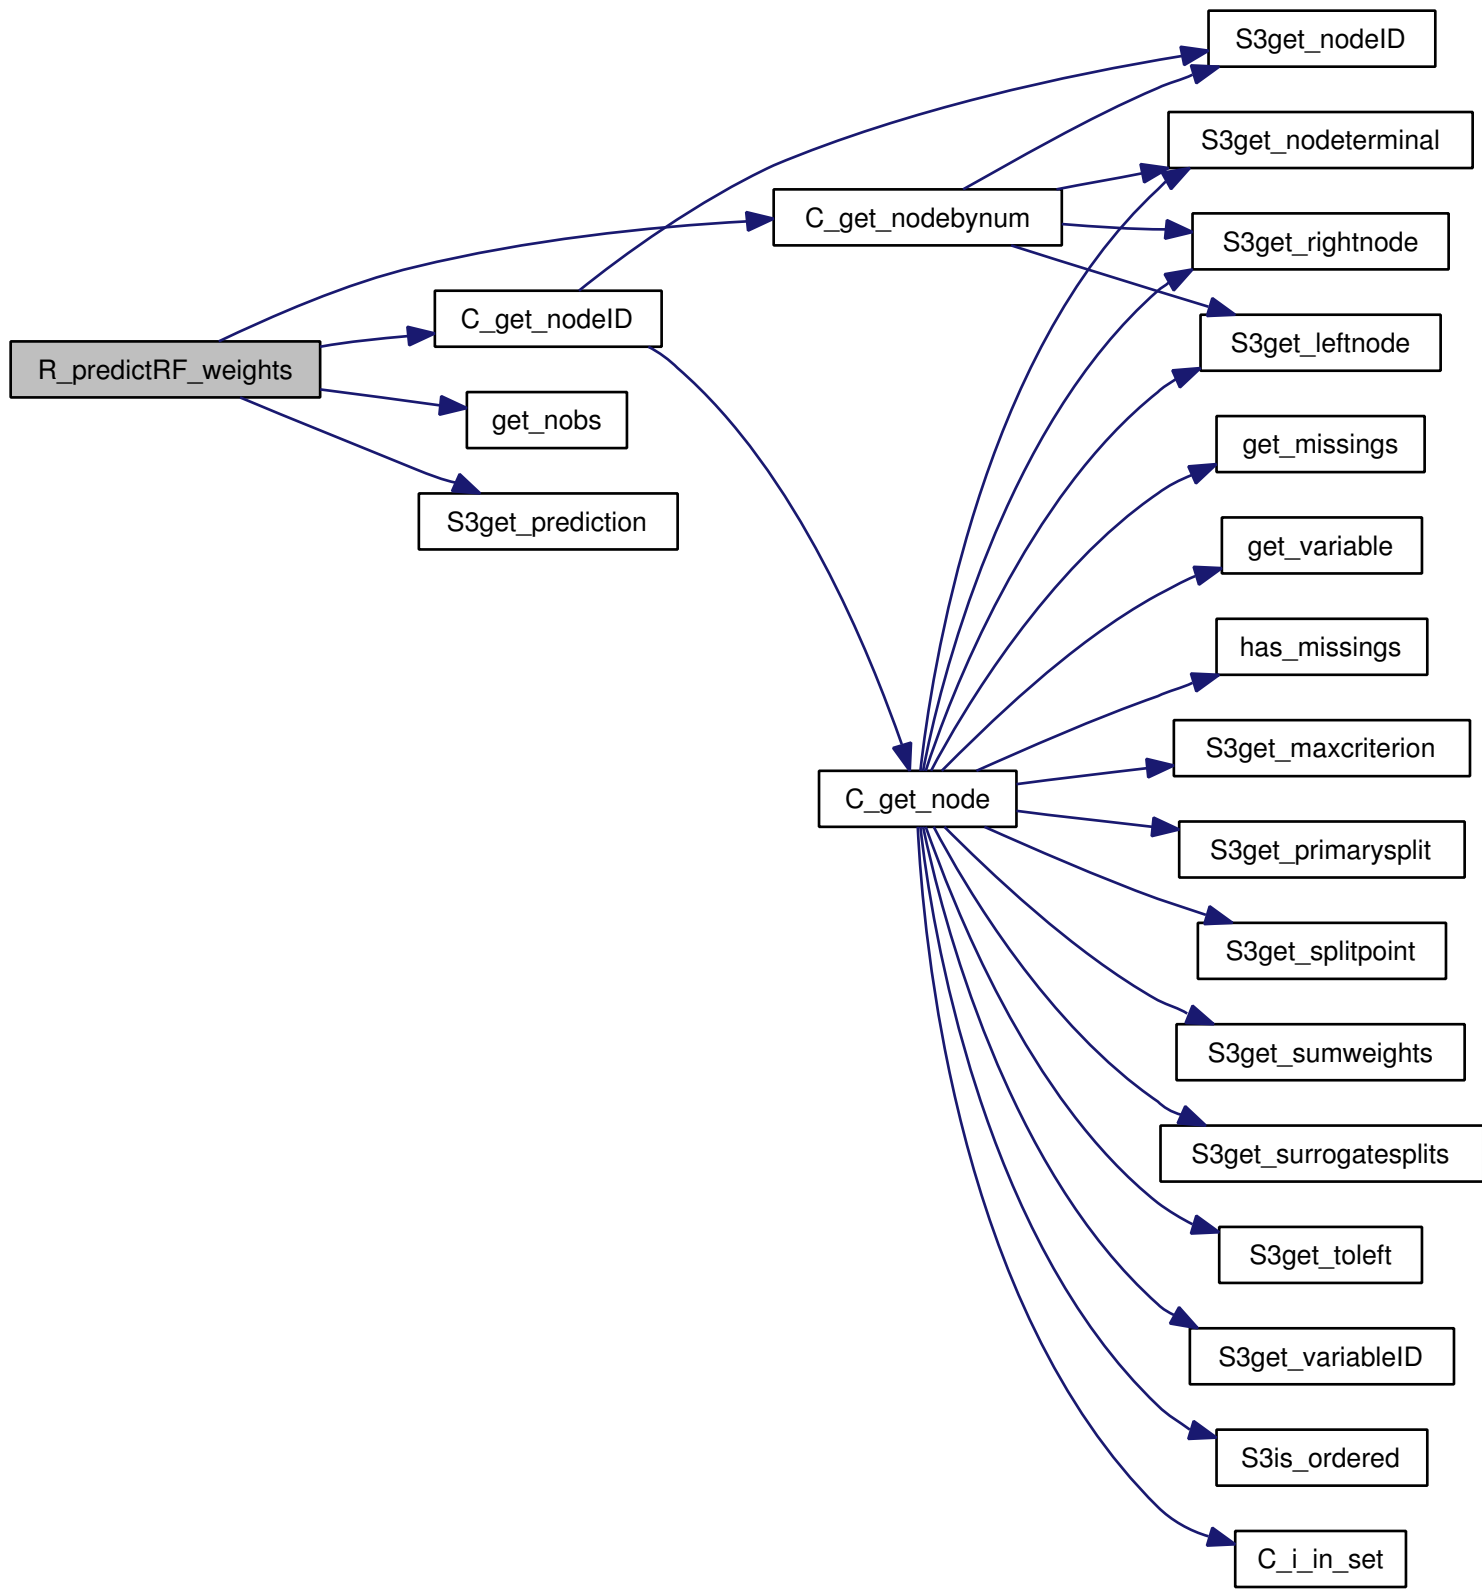 S3get_nodeID
S3get_nodeterminal
C_get_nodebynum
S3get_rightnode
C_get_nodeID
S3get_leftnode
R_predictRF_weights
get_nobs
get_missings
S3get_prediction
get_variable
has_missings
S3get_maxcriterion
C_get_node
S3get_primarysplit
S3get_splitpoint
S3get_sumweights
S3get_surrogatesplits
S3get_toleft
S3get_variableID
S3is_ordered
C_i_in_set